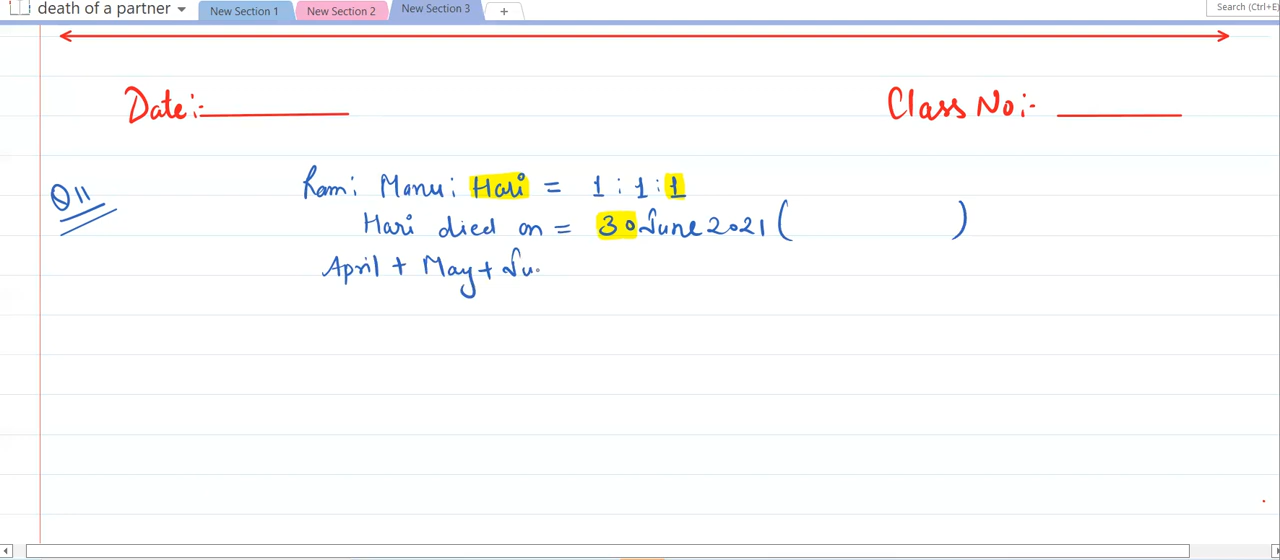 death of a partner
New Section 1
New Section 2
New Section 3
+
Search (Ctrl+E)
Date:-
Class No:-
Q11
Ram: Manu: Hari = 1 : 1 : 1
Hari died on = 30 June 2021 ( )
April + May + Ju